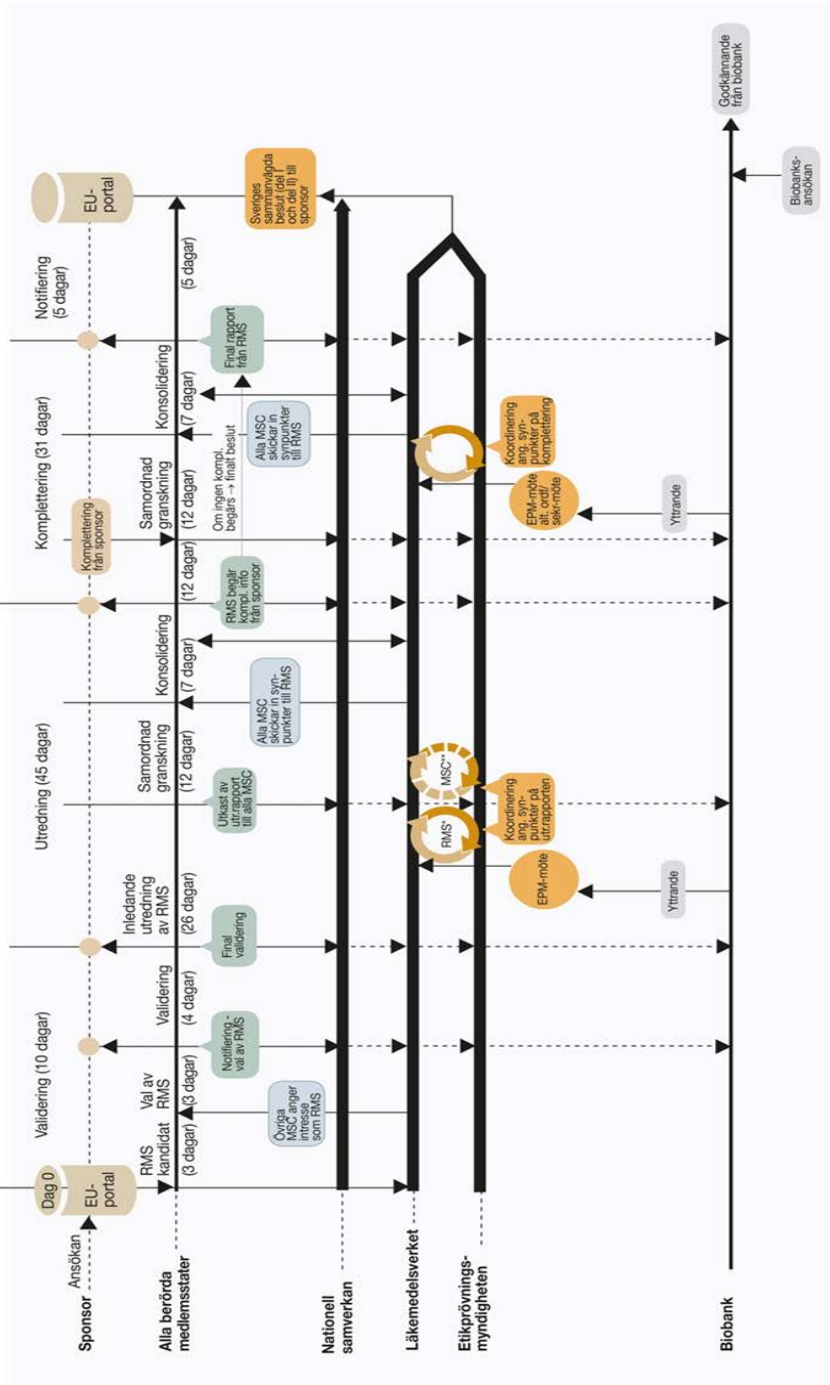 Validering (10 dagar)
Utredning (45 dagar)
Komplettering (31 dagar)
Notifiering
(5 dagar)
Sponsor
Ansökan
Dag 0
EU-
portal
Komplettering
från sponsor
EU-
portal
Alla berörda
medlemsstater
RMS
kandidat
(3 dagar)
Val av
RMS
(3 dagar)
Validering
(4 dagar)
Inledande
utredning
av RMS
(26 dagar)
Samordnad
granskning
(12 dagar)
Konsolidering
(7 dagar)
(12 dagar)
Samordnad
granskning
(12 dagar)
Konsolidering
(7 dagar)
(5 dagar)
Övriga
MSC anger
intresse
som RMS
Notifiering -
val av RMS
Final
validering
Utkast av
utr.rapport
till alla MSC
Alla MSC
skickar in syn-
punkter till RMS
RMS begär
kompl. info
från sponsor
Om ingen kompl.
begärs → finalt beslut
Alla MSC
skickar in
synpunkter
till RMS
Final rapport
från RMS
Sveriges
sammanvägda
beslut (del I
och del II) till
sponsor
Nationell
samverkan
Läkemedelsverket
Etikprövnings-
myndigheten
RMS*
MSC**
EPM-möte
Koordinering
ang. syn-
punkter på
utr.rapporten
EPM-möte
alt. ordf/
sekr-möte
Koordinering
ang. syn-
punkter på
komplettering
Yttrande
Yttrande
Biobank
Biobanks-
ansökan
Godkännande
från biobank